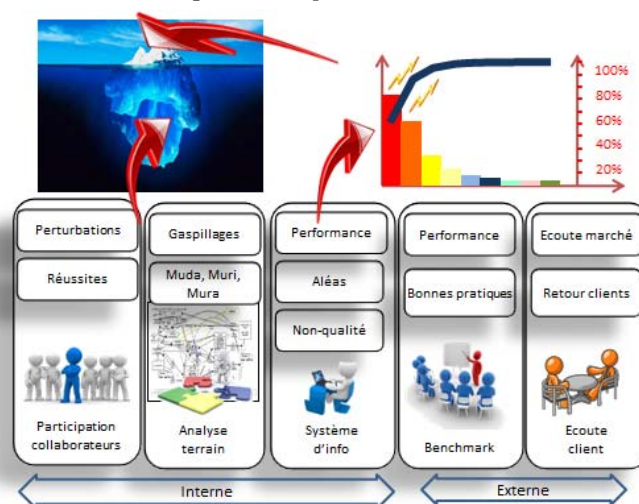 100%
80%
60%
40%
20%
Perturbations
Réussites
Participation
collaborateurs
Gaspillages
Muda, Muri,
Mura
Analyse
terrain
Performance
Aléas
Non-qualité
Système
d'info
Performance
Bonnes pratiques
Benchmark
Ecoute marché
Retour clients
Ecoute
client
Interne
Externe